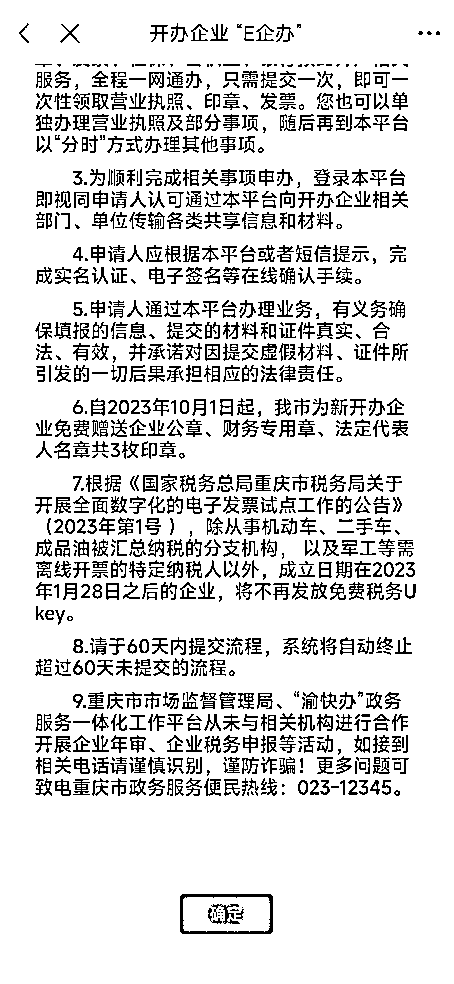 开办企业 “E企办”
服务，全程一网通办，只需提交一次，即可一
次性领取营业执照、印章、发票。您也可以单
独办理营业执照及部分事项，随后再到本平台
以“分时”方式办理其他事项。
3.为顺利完成相关事项申办，登录本平台
即视同申请人认可通过本平台向开办企业相关
部门、单位传输各类共享信息和材料。
4.申请人应根据本平台或者短信提示，完
成实名认证、电子签名等在线确认手续。
5.申请人通过本平台办理业务，有义务确
保填报的信息、提交的材料和证件真实、合
法、有效，并承诺对因提交虚假材料、证件所
引发的一切后果承担相应的法律责任。
6.自2023年10月1日起，我市为新开办企
业免费赠送企业公章、财务专用章、法定代表
人名章共3枚印章。
7.根据《国家税务总局重庆市税务局关于
开展全面数字化的电子发票试点工作的公告》
（2023年第1号 ），除从事机动车、二手车、
成品油被汇总纳税的分支机构， 以及军工等需
离线开票的特定纳税人以外，成立日期在2023
年1月28日之后的企业，将不再发放免费税务U
key。
8.请于60天内提交流程，系统将自动终止
超过60天未提交的流程。
9.重庆市市场监督管理局、“渝快办”政务
服务一体化工作平台从未与相关机构进行合作
开展企业年审、企业税务申报等活动，如接到
相关电话请谨慎识别，谨防诈骗！更多问题可
致电重庆市政务服务便民热线：023-12345。
确定